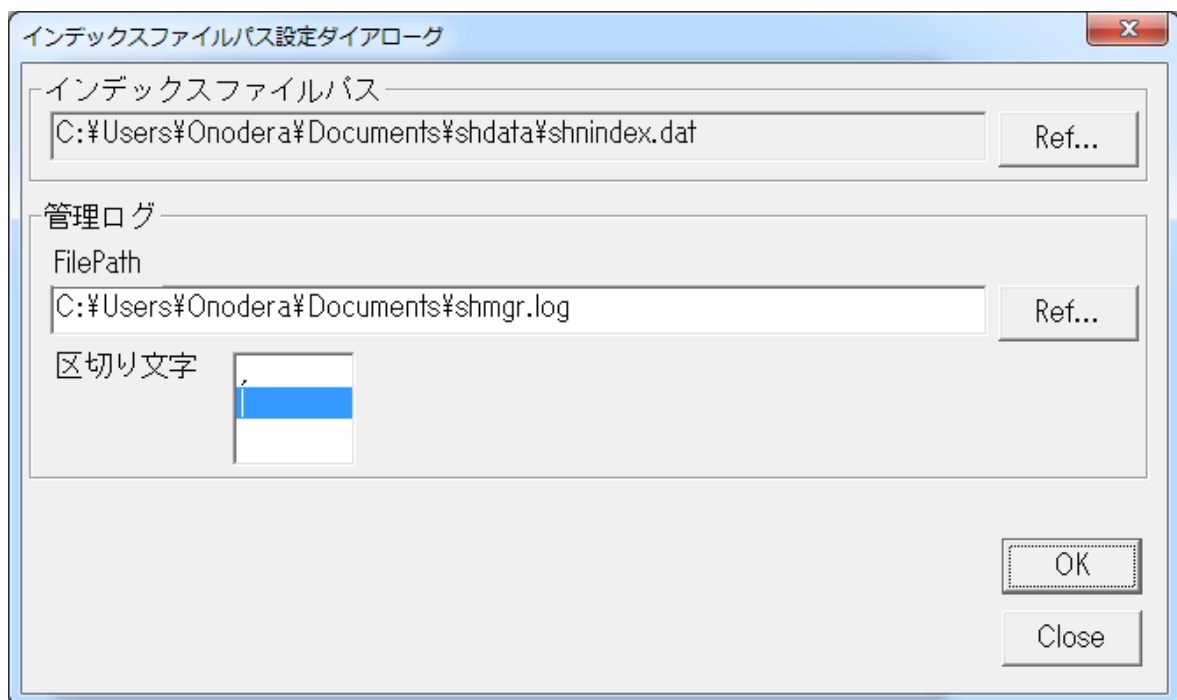 インデックスファイルパス設定ダイアローグ
インデックスファイルパス
C:¥Users¥Onodera¥Documents¥shdata¥shnindex.dat
Ref...
管理ログ
FilePath
C:¥Users¥Onodera¥Documents¥shmgr.log
Ref...
区切り文字
,
|
OK
Close